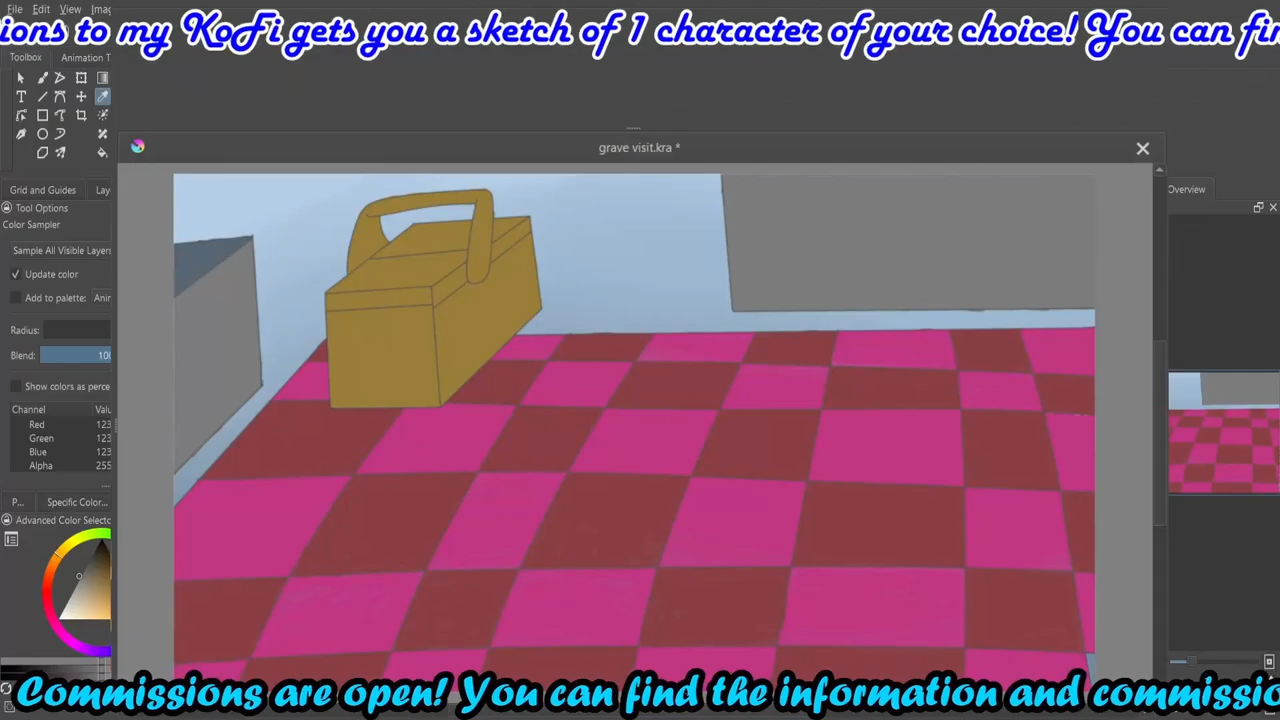 File Edit View Imag
ions to my KoFi gets you a sketch of 1 character of your choice! You can fin
Toolbox Animation T
grave visit.kra *
Grid and Guides Lay
Overview
Tool Options
Color Sampler
Sample All Visible Layers
Update color
Add to palette: Ani
Radius:
Blend: 100
Show colors as perce
Channel Valu
Red 123
Green 123
Blue 123
Alpha 255
P... Specific Color...
Advanced Color Selecto
Commissions are open! You can find the information and commissio